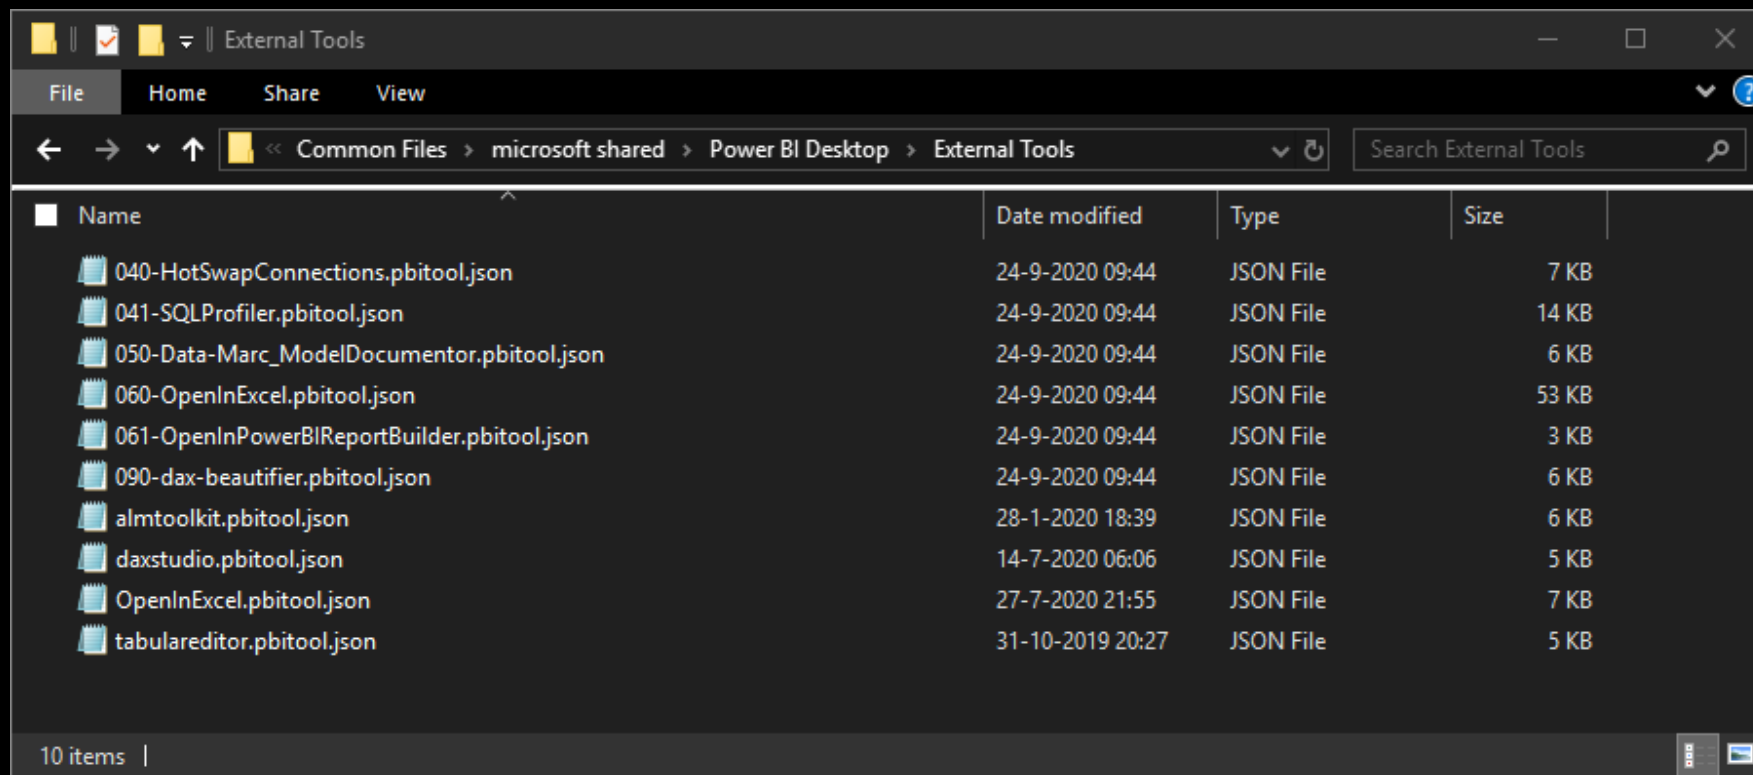 External Tools
File Home Share View
?
« Common Files > microsoft shared > Power BI Desktop > External Tools Search External Tools
Name Date modified Type Size
040-HotSwapConnections.pbitool.json 24-9-2020 09:44 JSON File 7 KB
041-SQLProfiler.pbitool.json 24-9-2020 09:44 JSON File 14 KB
050-Data-Marc_ModelDocumentor.pbitool.json 24-9-2020 09:44 JSON File 6 KB
060-OpenInExcel.pbitool.json 24-9-2020 09:44 JSON File 53 KB
061-OpenInPowerBIReportBuilder.pbitool.json 24-9-2020 09:44 JSON File 3 KB
090-dax-beautifier.pbitool.json 24-9-2020 09:44 JSON File 6 KB
almtoolkit.pbitool.json 28-1-2020 18:39 JSON File 6 KB
daxstudio.pbitool.json 14-7-2020 06:06 JSON File 5 KB
OpenInExcel.pbitool.json 27-7-2020 21:55 JSON File 7 KB
tabulareditor.pbitool.json 31-10-2019 20:27 JSON File 5 KB
10 items